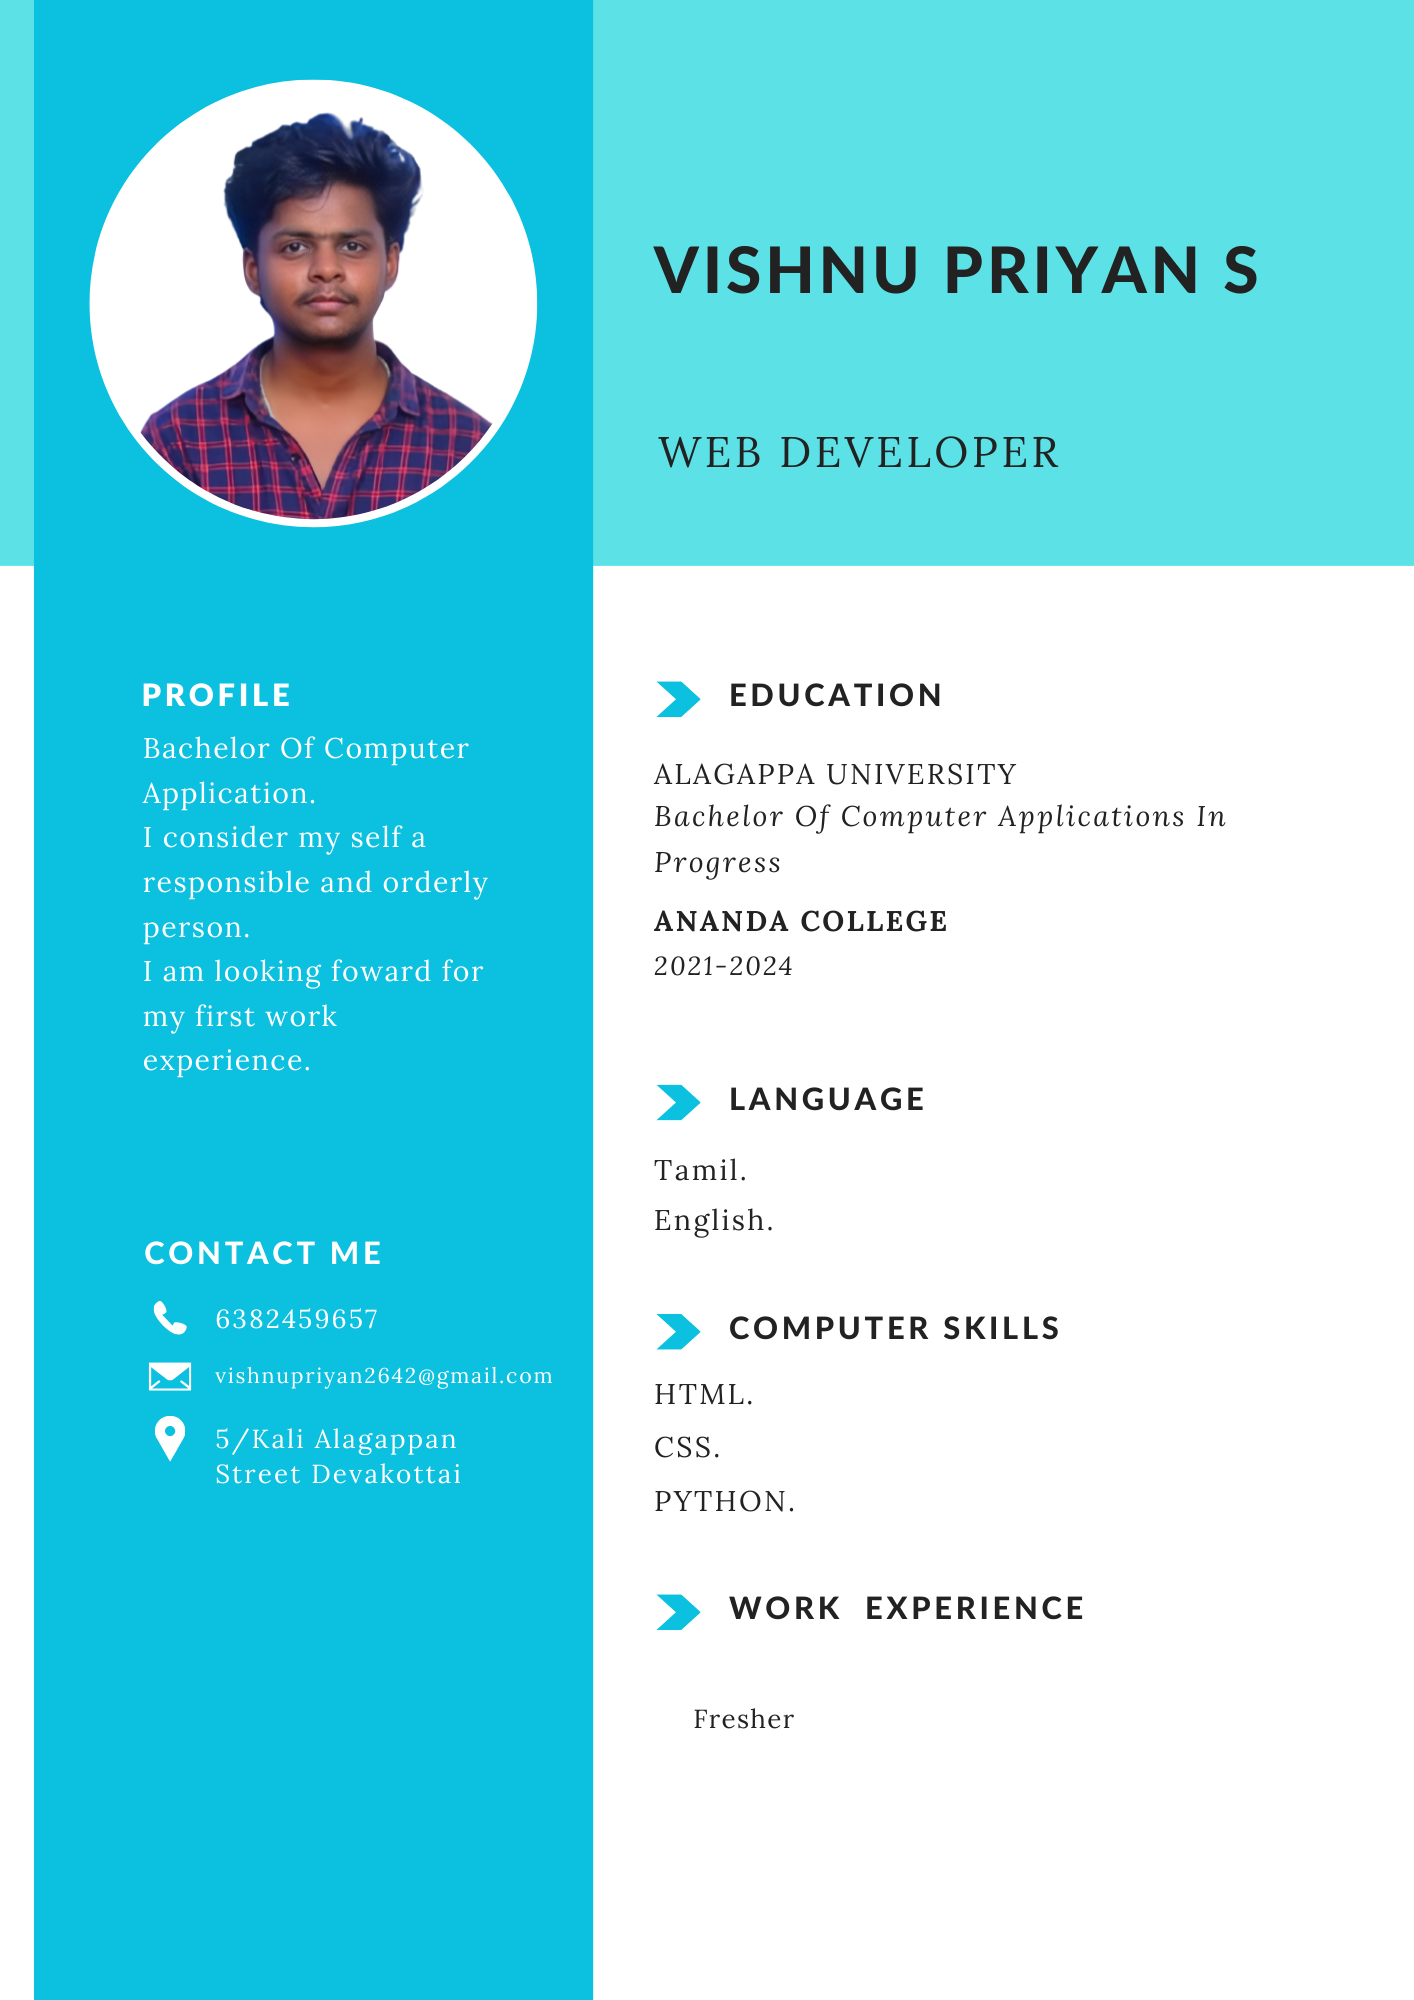 VISHNU PRIYAN S
WEB DEVELOPER
PROFILE
Bachelor Of Computer
Application.
I consider my self a
responsible and orderly
person.
I am looking foward for
my first work
experience.
CONTACT ME
6382459657
vishnupriyan2642@gmail.com
5/Kali Alagappan
Street Devakottai
EDUCATION
ALAGAPPA UNIVERSITY
Bachelor Of Computer Applications In
Progress
ANANDA COLLEGE
2021-2024
LANGUAGE
Tamil.
English.
COMPUTER SKILLS
HTML.
CSS.
PYTHON.
WORK EXPERIENCE
Fresher